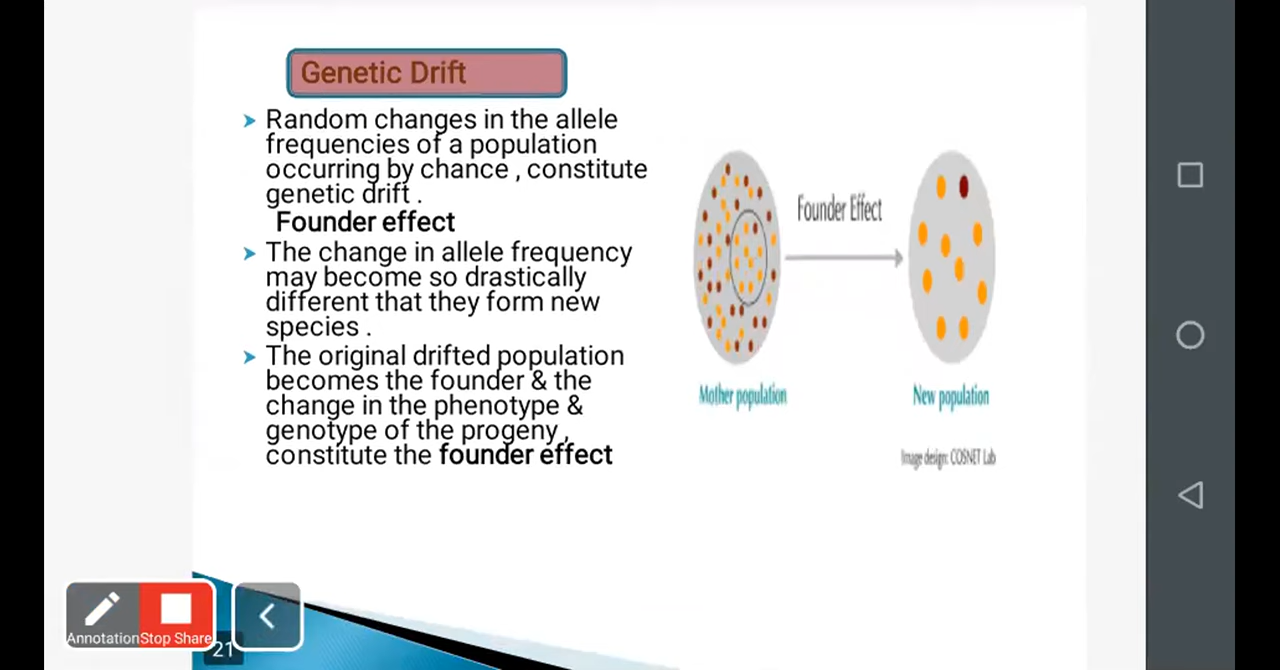 Genetic Drift
Random changes in the allele
frequencies of a population
occurring by chance , constitute
genetic drift .
Founder effect
The change in allele frequency
may become so drastically
different that they form new
species .
The original drifted population
becomes the founder & the
change in the phenotype &
genotype of the progeny ,
constitute the founder effect
Founder Effect
Mother population
New population
Image design: COSNET Lab
Annotation
Stop Share
21